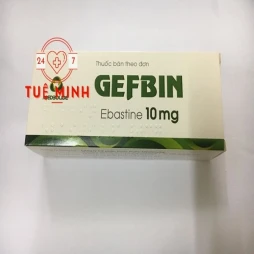 Thuốc bán theo đơn
24 7
TUỆ MINH
GEFBIN
Ebastine 10mg